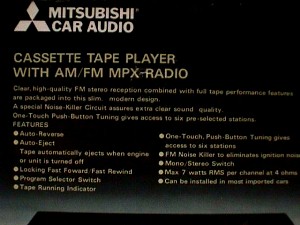 MITSUBISHI
CAR AUDIO
CASSETTE TAPE PLAYER
WITH AM/FM MPX-RADIO
Clear, high-quality FM stereo reception combined with full tape performance features
are packaged into this slim, modern design.
A special Noise-Killer Circuit assures extra clear sound quality.
One-Touch Push-Button Tuning gives access to six pre-selected stations.
FEATURES
● Auto-Reverse
● Auto-Eject
Tape automatically ejects when engine
or unit is turned off
● Locking Fast Foward/Fast Rewind
● Program Selector Switch
● Tape Running Indicator
● One-Touch, Push-Button Tuning gives
access to six stations
● FM Noise Killer to eliminates ignition noise
● Mono/Stereo Switch
● Max 7 watts RMS per channel at 4 ohms
● Can be installed in most imported cars